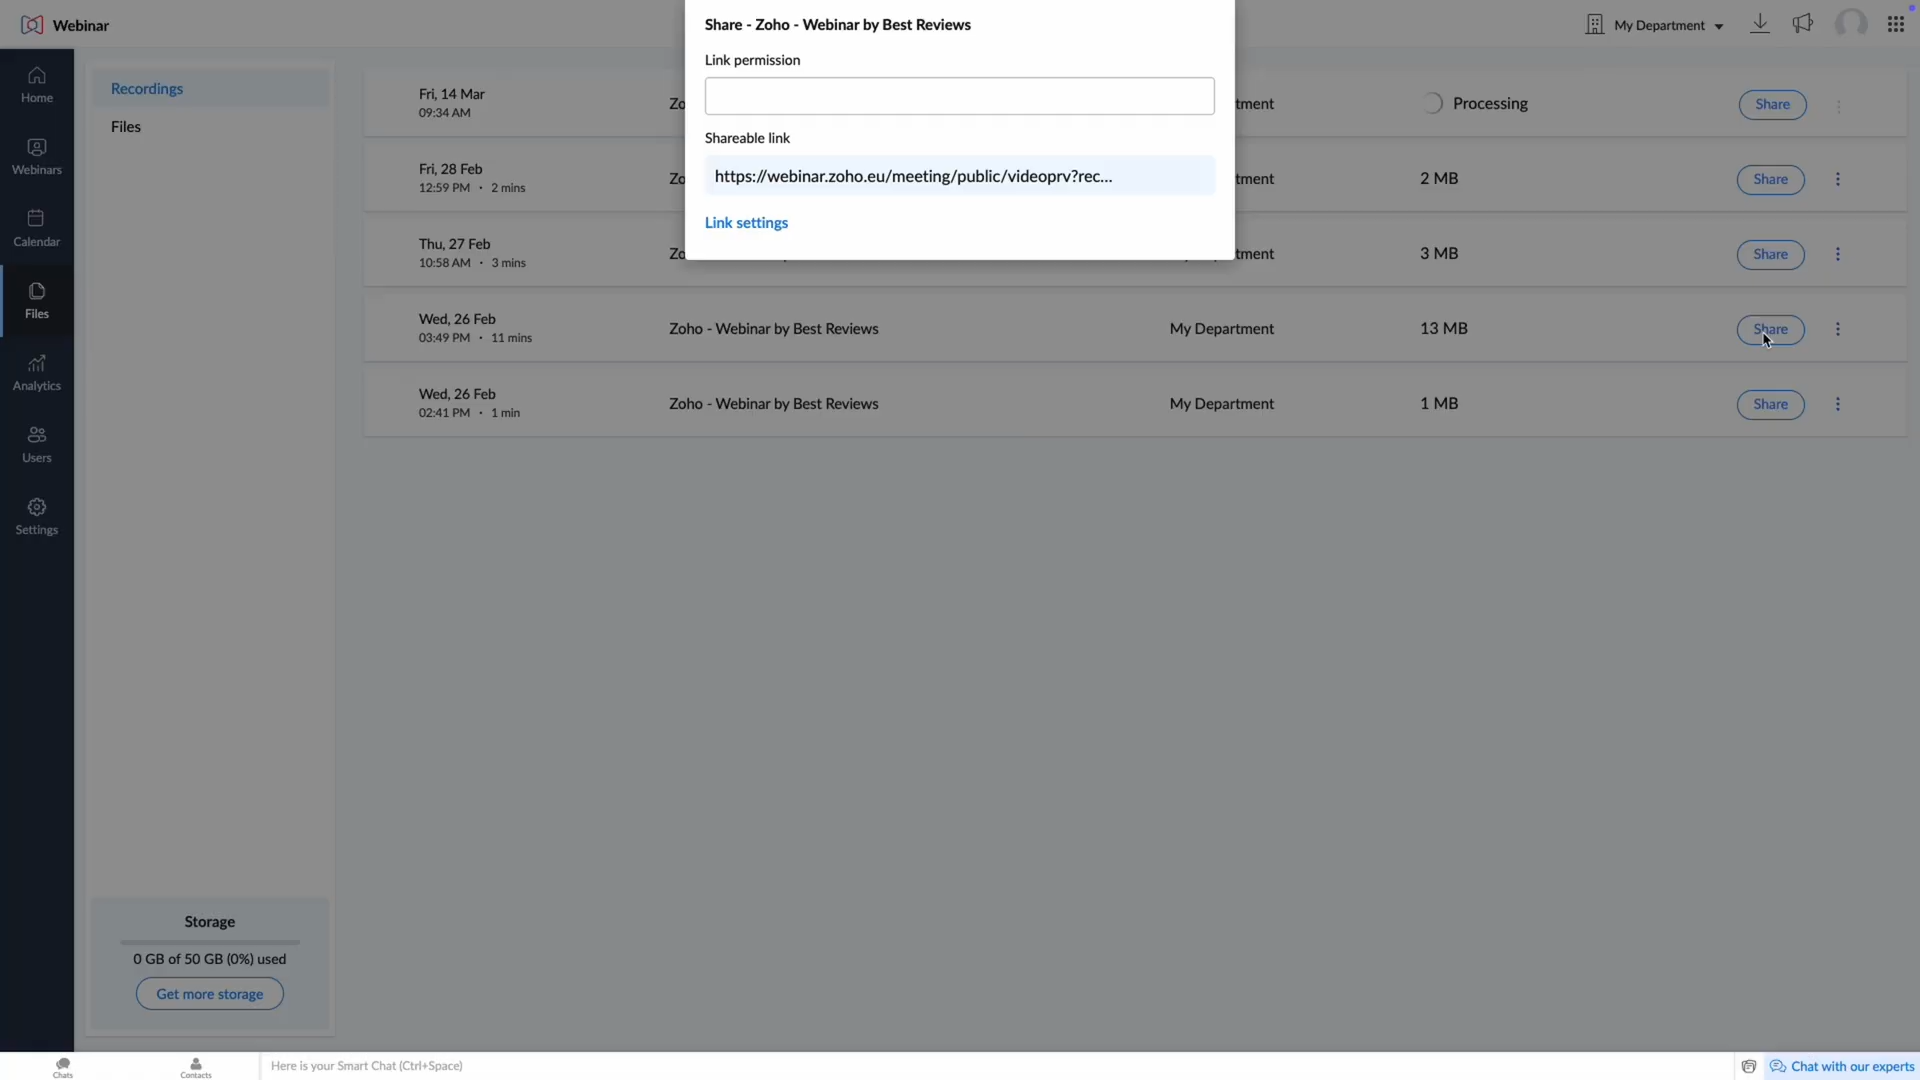 Webinar
My Department
Share - Zoho - Webinar by Best Reviews
Link permission
Shareable link
https://webinar.zoho.eu/meeting/public/videoprv?rec...
Link settings
Home
Webinars
Calendar
Files
Analytics
Users
Settings
Recordings
Files
Fri, 14 Mar
09:34 AM
Zo
tment
Processing
Share
Fri, 28 Feb
12:59 PM • 2 mins
Zo
tment
2 MB
Share
Thu, 27 Feb
10:58 AM • 3 mins
Zo
tment
3 MB
Share
Wed, 26 Feb
03:49 PM • 11 mins
Zoho - Webinar by Best Reviews
My Department
13 MB
Share
Wed, 26 Feb
02:41 PM • 1 min
Zoho - Webinar by Best Reviews
My Department
1 MB
Share
Storage
0 GB of 50 GB (0%) used
Get more storage
Chats
Contacts
Here is your Smart Chat (Ctrl+Space)
Chat with our experts